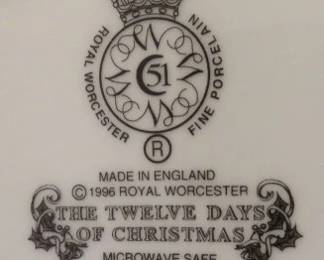 ROYAL WORCESTER
FINE PORCELAIN
C 51
®
MADE IN ENGLAND
© 1996 ROYAL WORCESTER
THE TWELVE DAYS
OF CHRISTMAS
MICROWAVE SAFE